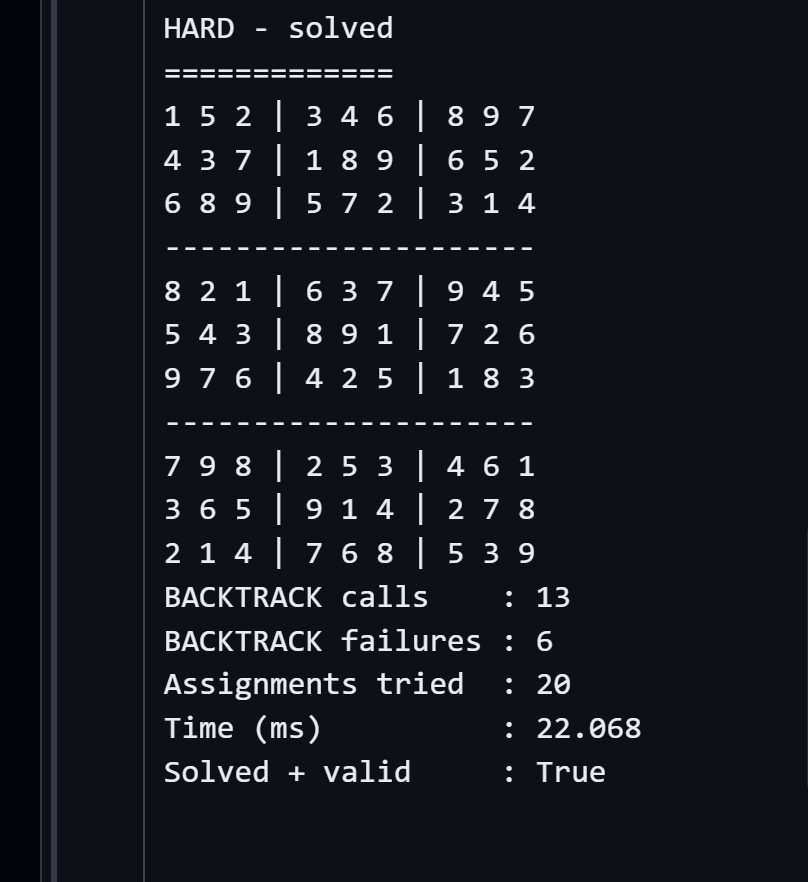 HARD - solved
=============
1 5 2 | 3 4 6 | 8 9 7
4 3 7 | 1 8 9 | 6 5 2
6 8 9 | 5 7 2 | 3 1 4
---------------------
8 2 1 | 6 3 7 | 9 4 5
5 4 3 | 8 9 1 | 7 2 6
9 7 6 | 4 2 5 | 1 8 3
---------------------
7 9 8 | 2 5 3 | 4 6 1
3 6 5 | 9 1 4 | 2 7 8
2 1 4 | 7 6 8 | 5 3 9
BACKTRACK calls    : 13
BACKTRACK failures : 6
Assignments tried  : 20
Time (ms)          : 22.068
Solved + valid     : True